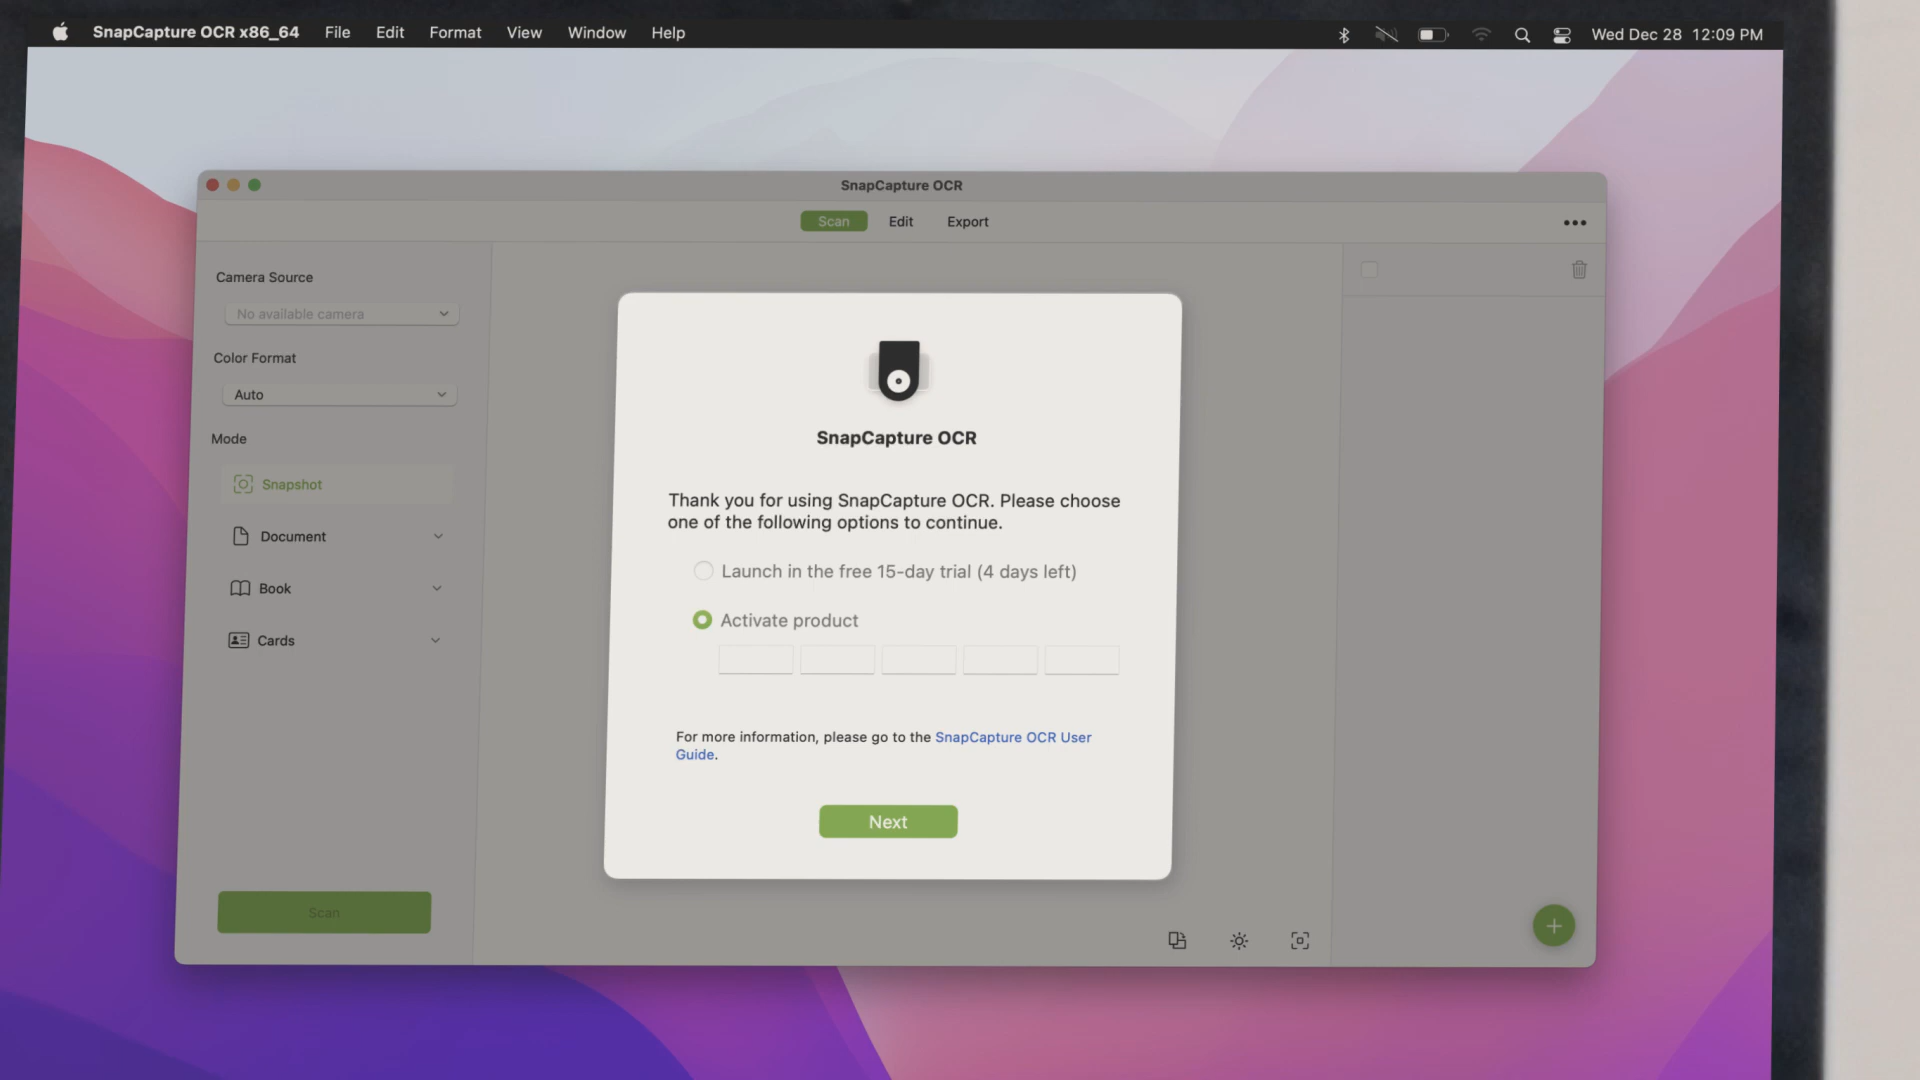 SnapCapture OCR x86_64 File Edit Format View Window Help
Wed Dec 28 12:09 PM
SnapCapture OCR
Scan Edit Export
Camera Source
No available camera
Color Format
Auto
Mode
Snapshot
Document
Book
Cards
Scan
SnapCapture OCR
Thank you for using SnapCapture OCR. Please choose
one of the following options to continue.
Launch in the free 15-day trial (4 days left)
Activate product
For more information, please go to the SnapCapture OCR User
Guide.
Next